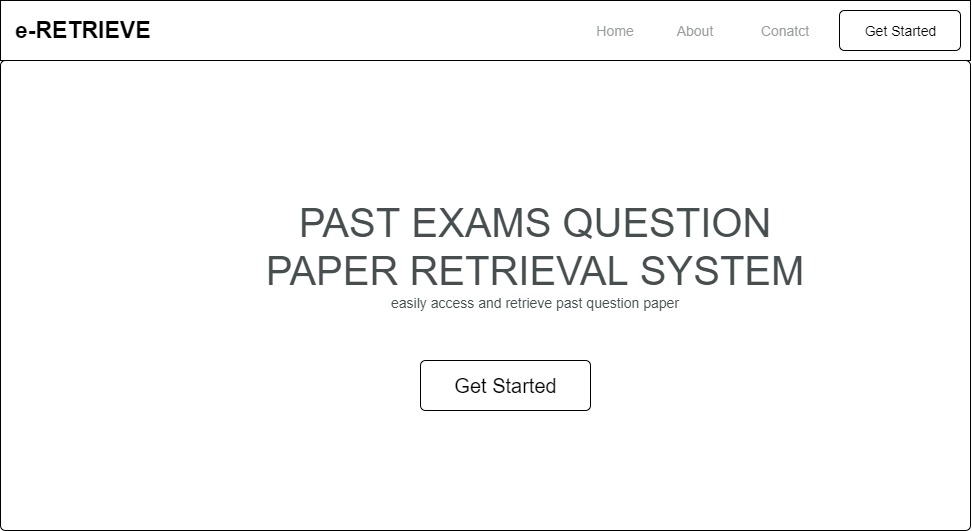 e-RETRIEVE Home About Conatct Get Started
PAST EXAMS QUESTION
PAPER RETRIEVAL SYSTEM
easily access and retrieve past question paper
Get Started